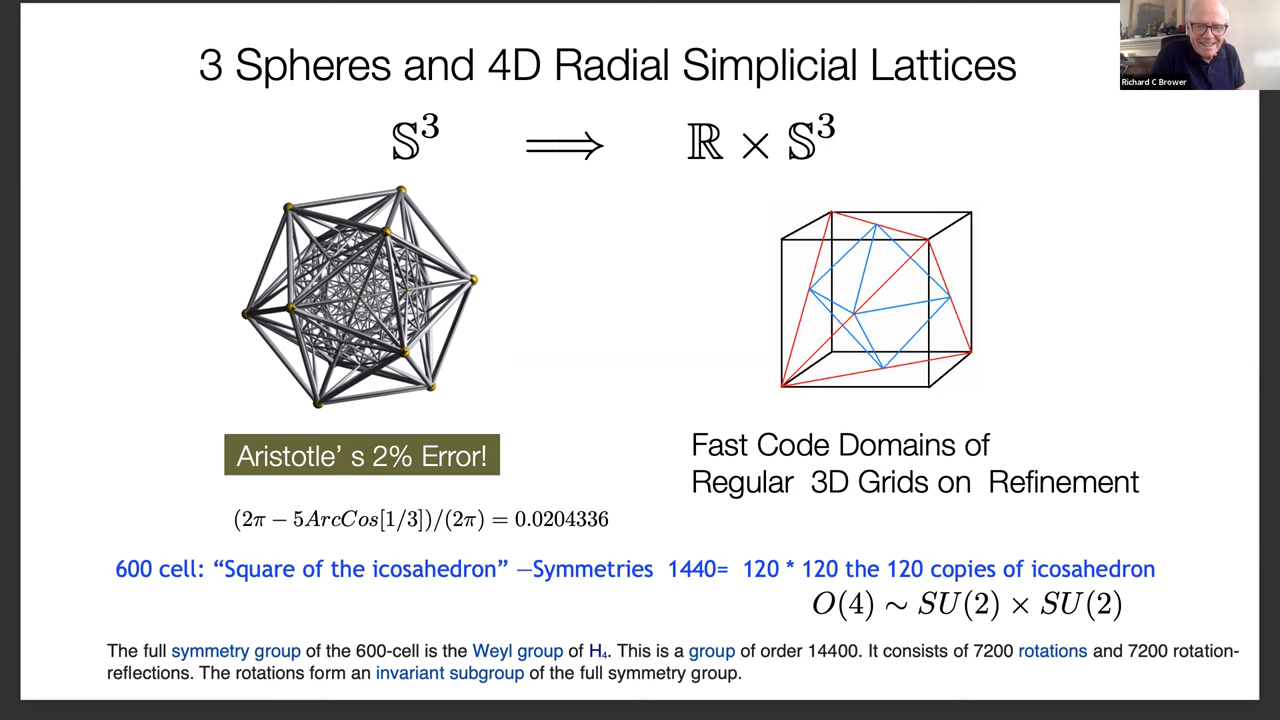 3 Spheres and 4D Radial Simplicial Lattices
Richard C Brower
𝕊³ ⟹ ℝ × 𝕊³
Aristotle' s 2% Error!
Fast Code Domains of
Regular 3D Grids on Refinement
(2π − 5ArcCos[1/3])/(2π) = 0.0204336
600 cell: “Square of the icosahedron” —Symmetries 1440= 120 * 120 the 120 copies of icosahedron
O(4) ∼ SU(2) × SU(2)
The full symmetry group of the 600-cell is the Weyl group of H₄. This is a group of order 14400. It consists of 7200 rotations and 7200 rotation-
reflections. The rotations form an invariant subgroup of the full symmetry group.